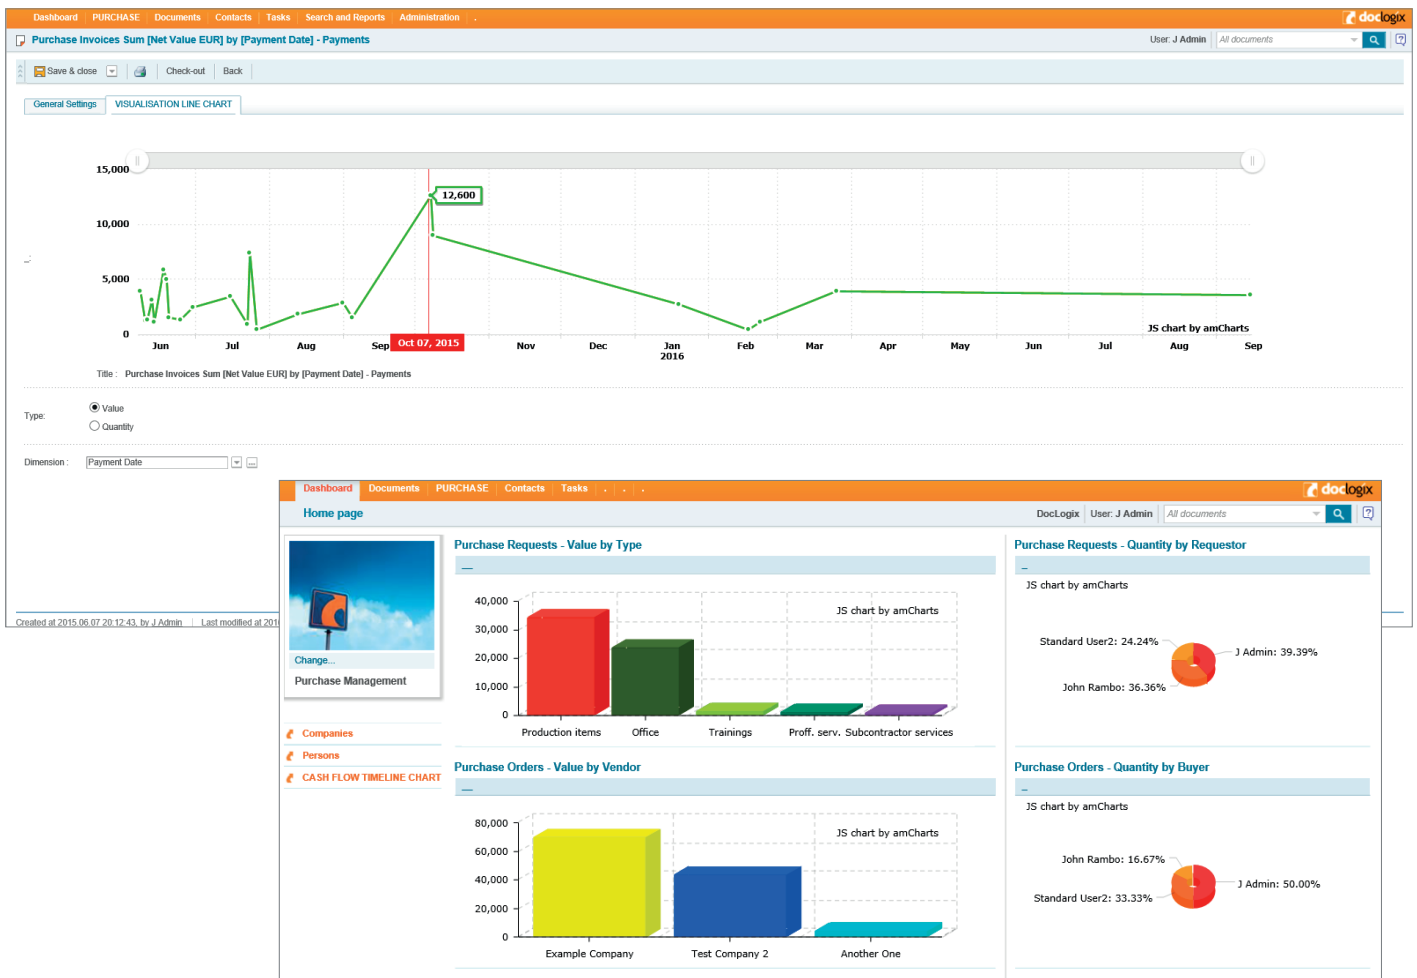 Dashboard PURCHASE Documents Contacts Tasks Search and Reports Administration .
doclogix
Purchase Invoices Sum [Net Value EUR] by [Payment Date] - Payments
User: J Admin All documents
Save & close Check-out Back
General Settings VISUALISATION LINE CHART
15,000
12,600
10,000
5,000
0
JS chart by amCharts
Jun Jul Aug Sep Oct 07, 2015 Nov Dec Jan Feb Mar Apr May Jun Jul Aug Sep
2016
Title : Purchase Invoices Sum [Net Value EUR] by [Payment Date] - Payments
Type:
Value
Quantity
Dimension : Payment Date ...
Dashboard Documents PURCHASE Contacts Tasks . . .
doclogix
Home page
DocLogix User: J Admin All documents
Change...
Purchase Management
Companies
Persons
CASH FLOW TIMELINE CHART
Created at 2015.06.07 20:12:43, by J Admin Last modified at 201
Purchase Requests - Value by Type
JS chart by amCharts
40,000
30,000
20,000
10,000
0
Production items Office Trainings Proff. serv. Subcontractor services
Purchase Requests - Quantity by Requestor
JS chart by amCharts
Standard User2: 24.24%
J Admin: 39.39%
John Rambo: 36.36%
Purchase Orders - Value by Vendor
JS chart by amCharts
80,000
60,000
40,000
20,000
0
Example Company Test Company 2 Another One
Purchase Orders - Quantity by Buyer
JS chart by amCharts
John Rambo: 16.67%
J Admin: 50.00%
Standard User2: 33.33%